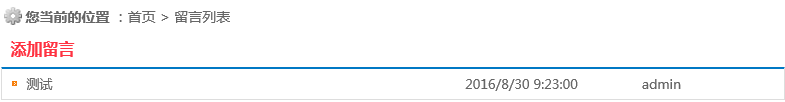 您当前的位置 ：首页 > 留言列表
添加留言
测试 2016/8/30 9:23:00 admin